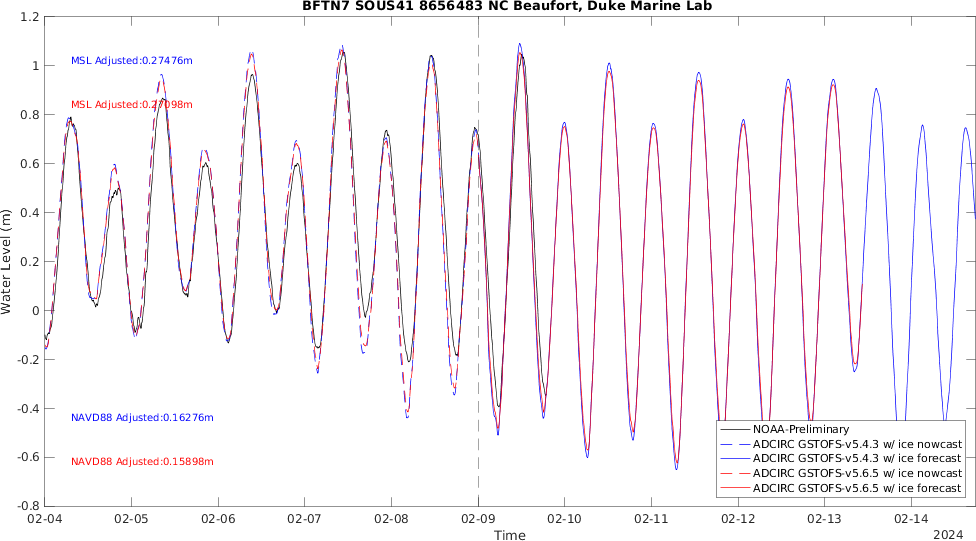 BFTN7 SOUS41 8656483 NC Beaufort, Duke Marine Lab
1.2
1
0.8
0.6
0.4
0.2
0
-0.2
-0.4
-0.6
-0.8
Water Level (m)
MSL Adjusted:0.27476m
MSL Adjusted:0.27098m
NAVD88 Adjusted:0.16276m
NAVD88 Adjusted:0.15898m
NOAA-Preliminary
ADCIRC GSTOFS-v5.4.3 w/ ice nowcast
ADCIRC GSTOFS-v5.4.3 w/ ice forecast
ADCIRC GSTOFS-v5.6.5 w/ ice nowcast
ADCIRC GSTOFS-v5.6.5 w/ ice forecast
02-04 02-05 02-06 02-07 02-08 02-09 02-10 02-11 02-12 02-13 02-14
Time
2024